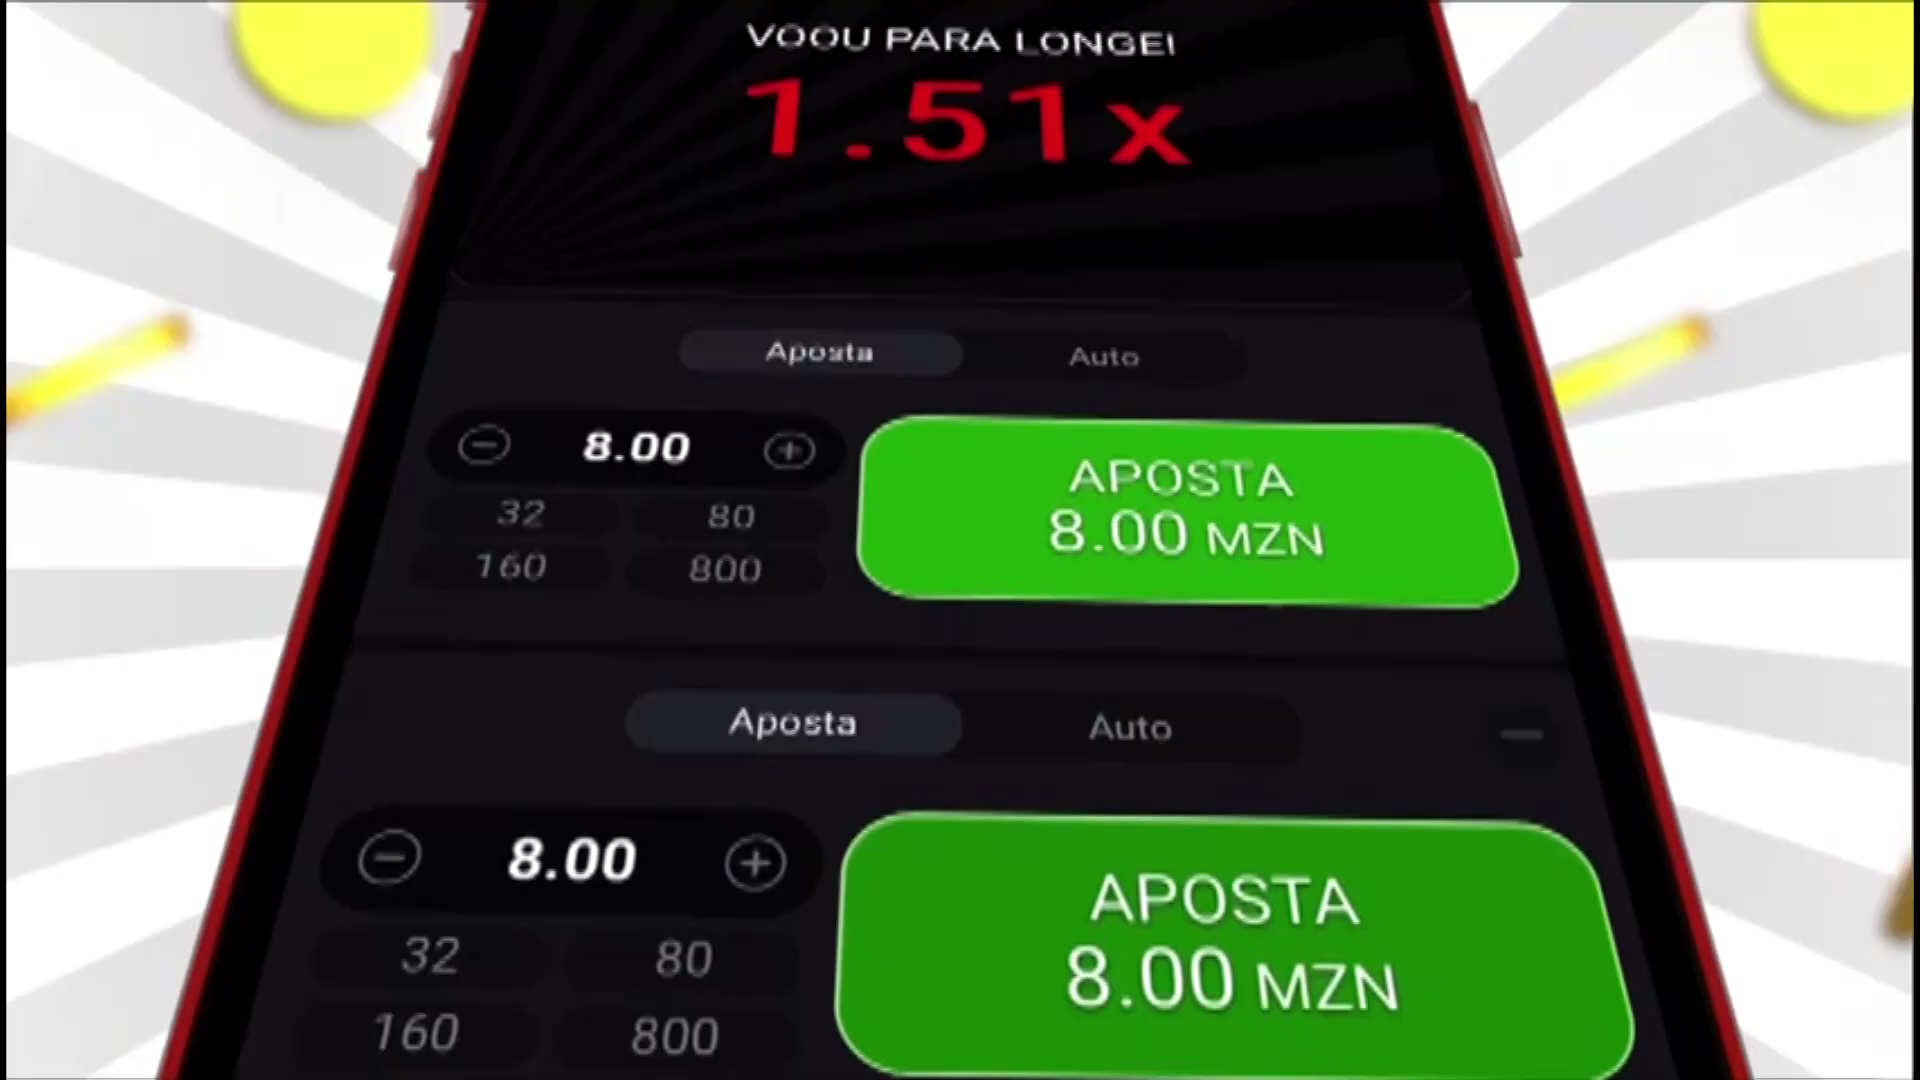 VOOU PARA LONGE!
1.51x
Aposta Auto
8.00
32 80
160 800
APOSTA
8.00 MZN
Aposta Auto
8.00
32 80
160 800
APOSTA
8.00 MZN